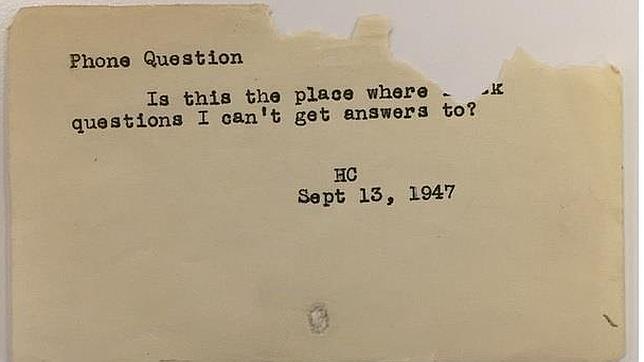 Phone Question
Is this the place where
questions I can't get answers to?
HC
Sept 13, 1947